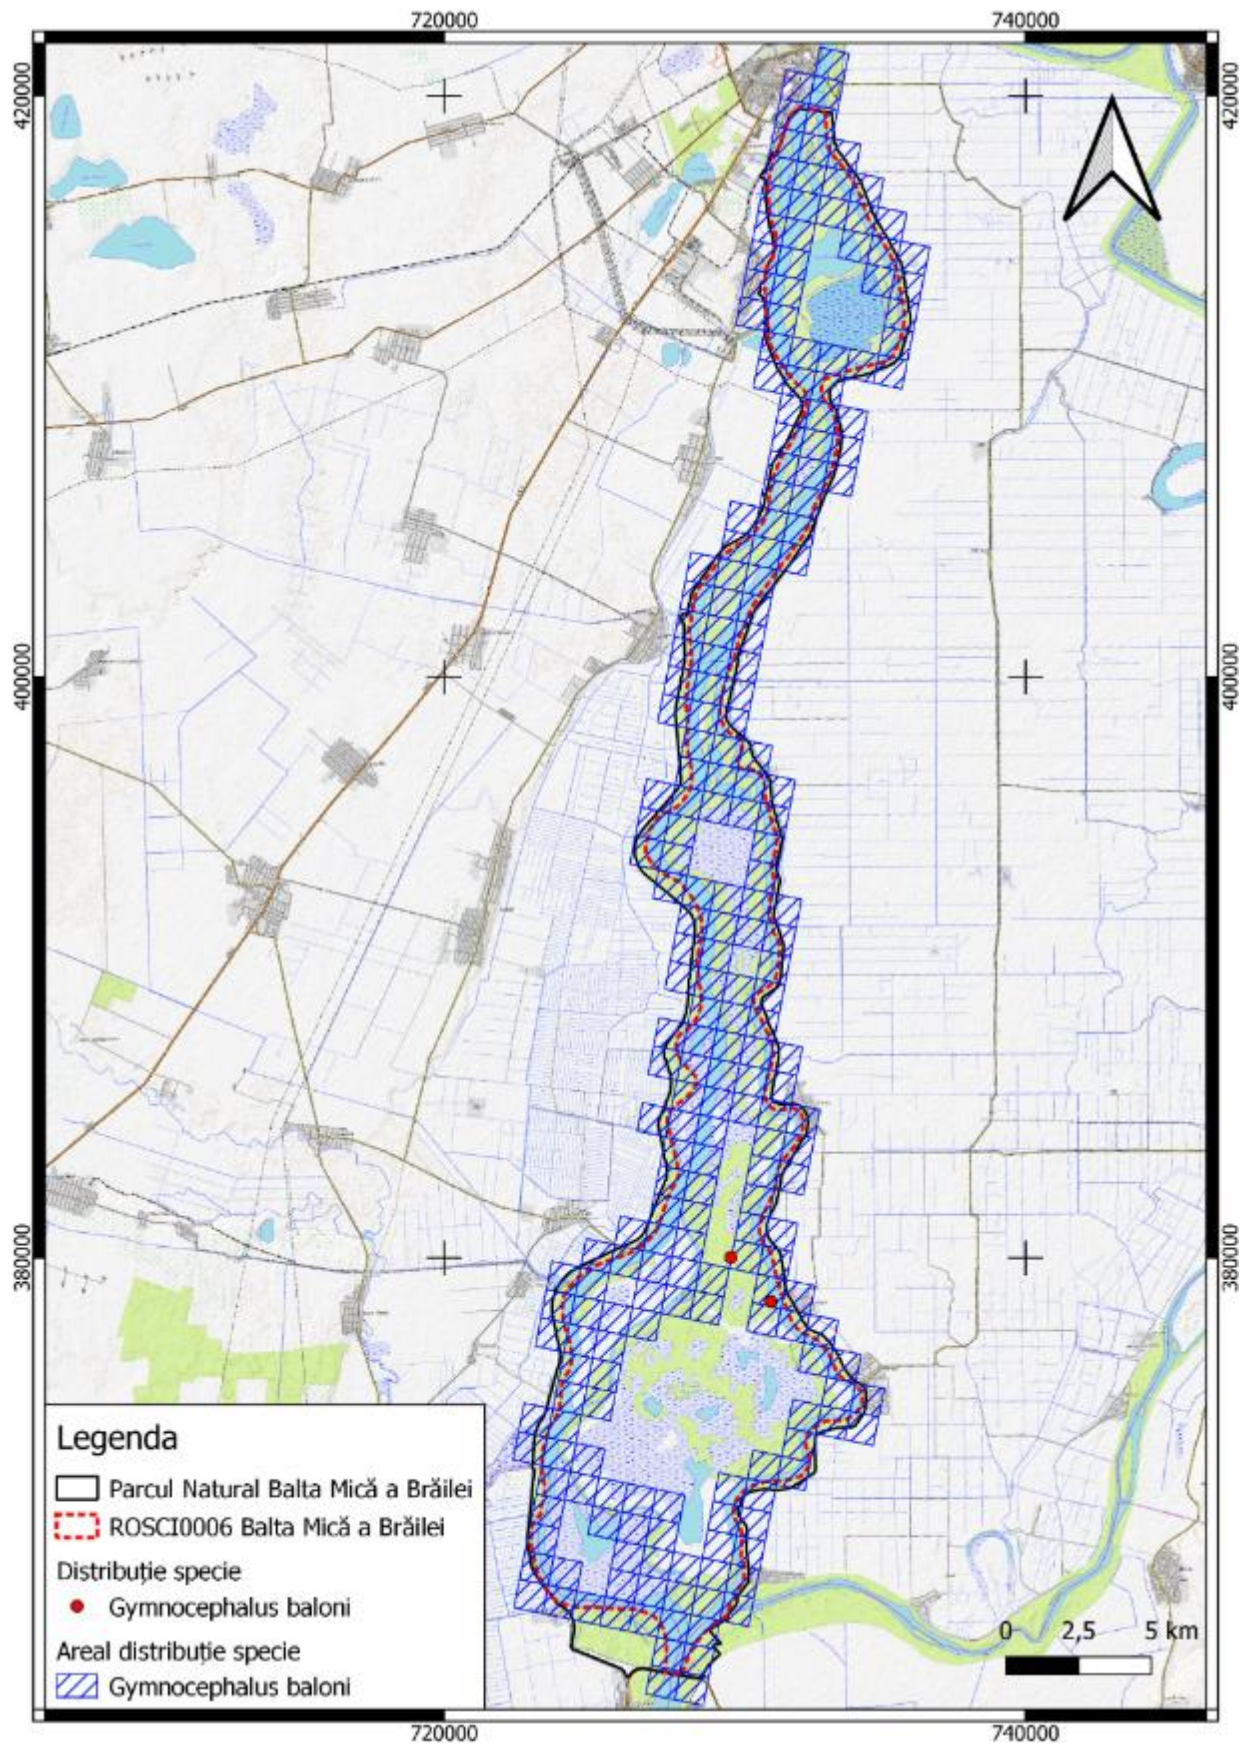 720000
740000
420000
420000
400000
400000
380000
380000
Legenda
Parcul Natural Balta Mică a Brăilei
ROSCI0006 Balta Mică a Brăilei
Distribuție specie
Gymnocephalus baloni
Areal distribuție specie
Gymnocephalus baloni
0 2,5 5 km
720000
740000